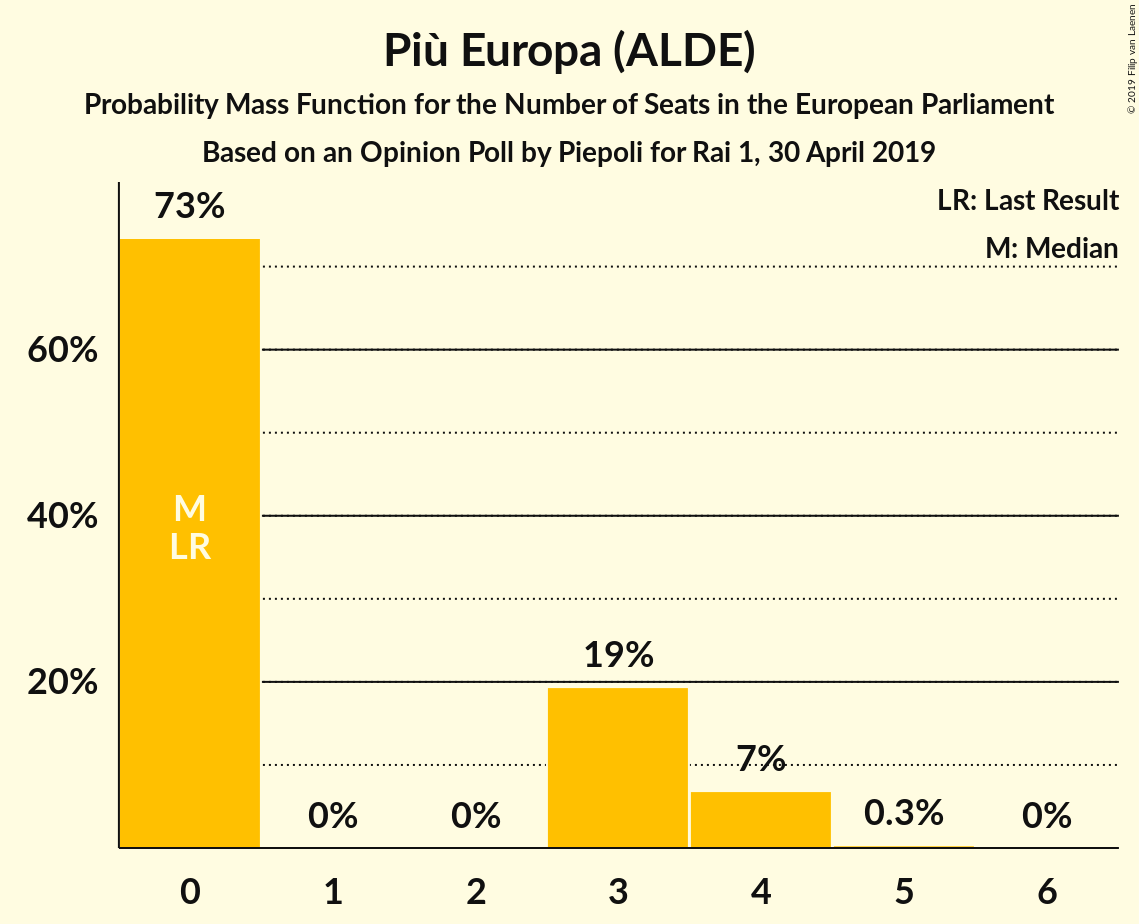 Più Europa (ALDE)
Probability Mass Function for the Number of Seats in the European Parliament
Based on an Opinion Poll by Piepoli for Rai 1, 30 April 2019
© 2019 Filip van Laenen
LR: Last Result
M: Median
73%
60%
40%
20%
M
LR
0%
0%
19%
7%
0.3%
0%
0 1 2 3 4 5 6